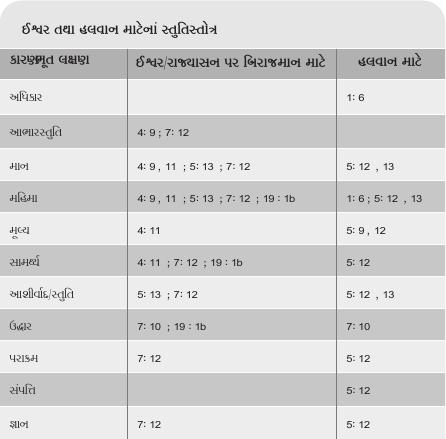 ઈશ્વર તથા હલવાન માટેનાં સ્તુતિસ્તોત્ર
કારણભૂત લક્ષણ ઈશ્વર/રાજ્યાસન પર બિરાજમાન માટે હલવાન માટે
અધિકાર 1: 6
આભારસ્તુતિ 4: 9 ; 7: 12
માન 4: 9 , 11 ; 5: 13 ; 7: 12 5: 12 , 13
મહિમા 4: 9 , 11 ; 5: 13 ; 7: 12 ; 19 : 1b 1: 6 ; 5: 12 , 13
મૂલ્ય 4: 11 5: 9 , 12
સામર્થ્ય 4: 11 ; 7: 12 ; 19 : 1b 5: 12
આશીર્વાદ/સ્તુતિ 5: 13 ; 7: 12 5: 12 , 13
ઉદ્ધાર 7: 10 ; 19 : 1b 7: 10
પરાક્રમ 7: 12 5: 12
સંપત્તિ 5: 12
જ્ઞાન 7: 12 5: 12